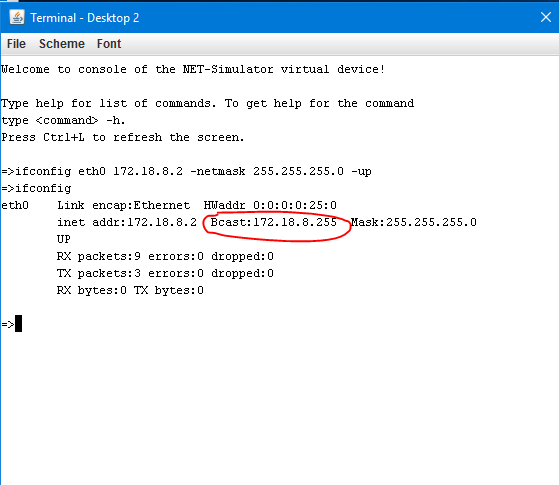 Terminal - Desktop 2
File Scheme Font
Welcome to console of the NET-Simulator virtual device!
Type help for list of commands. To get help for the command
type <command> -h.
Press Ctrl+L to refresh the screen.
=>ifconfig eth0 172.18.8.2 -netmask 255.255.255.0 -up
=>ifconfig
eth0 Link encap:Ethernet HWaddr 0:0:0:0:25:0
inet addr:172.18.8.2 Bcast:172.18.8.255 Mask:255.255.255.0
UP
RX packets:9 errors:0 dropped:0
TX packets:3 errors:0 dropped:0
RX bytes:0 TX bytes:0
=>